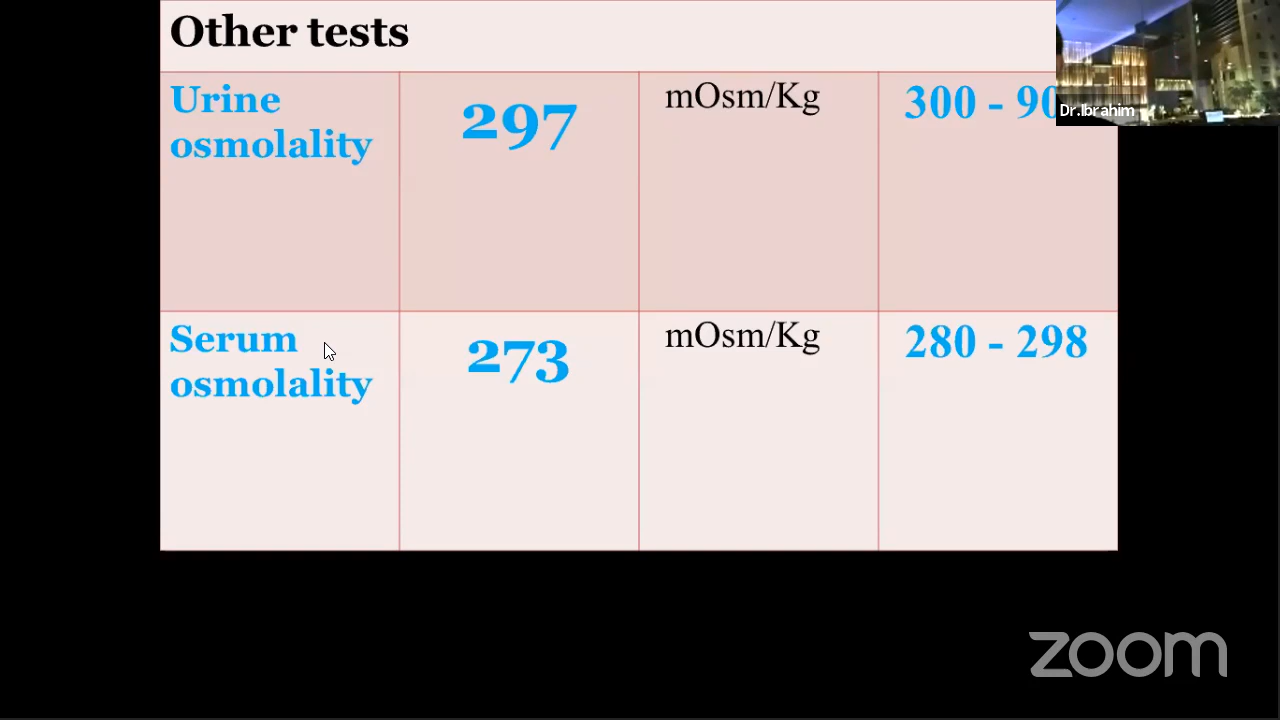 Other tests
Urine osmolality
297
mOsm/Kg
300 - 90
Dr.Ibrahim
Serum osmolality
273
mOsm/Kg
280 - 298
zoom